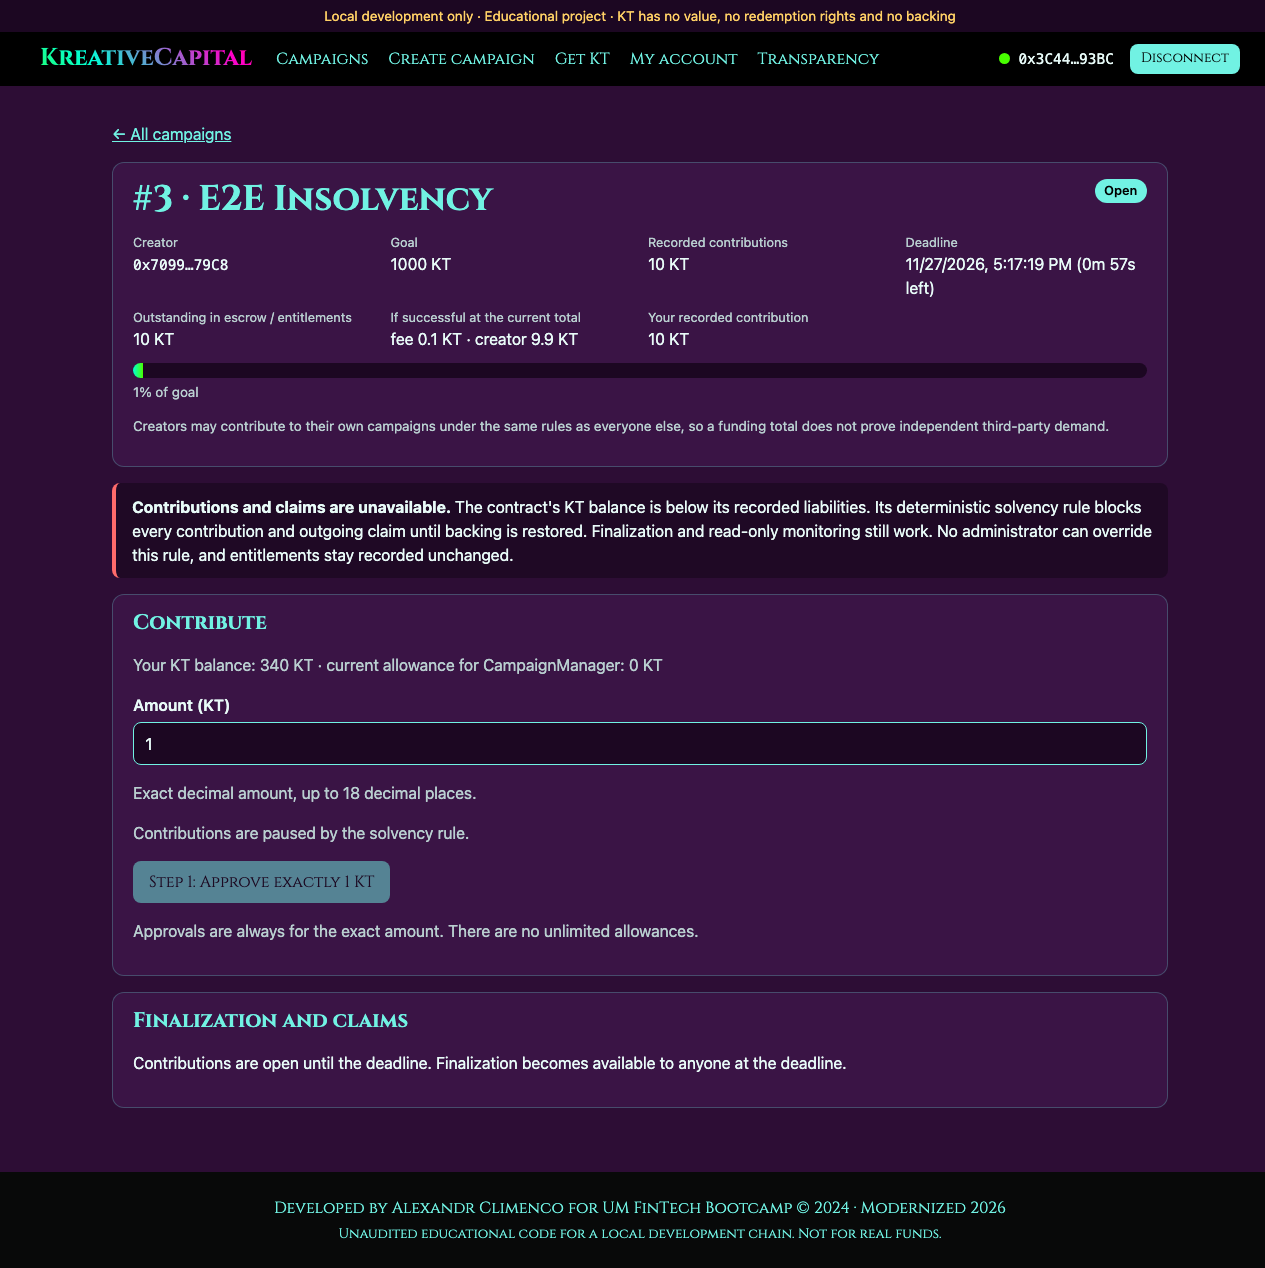 Local development only · Educational project · KT has no value, no redemption rights and no backing
KreativeCapital
Campaigns
Create campaign
Get KT
My account
Transparency
0x3C44…93BC
Disconnect
← All campaigns
#3 · E2E Insolvency
Open
Creator
0x7099…79C8
Goal
1000 KT
Recorded contributions
10 KT
Deadline
11/27/2026, 5:17:19 PM (0m 57s
left)
Outstanding in escrow / entitlements
10 KT
If successful at the current total
fee 0.1 KT · creator 9.9 KT
Your recorded contribution
10 KT
1% of goal
Creators may contribute to their own campaigns under the same rules as everyone else, so a funding total does not prove independent third-party demand.
Contributions and claims are unavailable. The contract's KT balance is below its recorded liabilities. Its deterministic solvency rule blocks
every contribution and outgoing claim until backing is restored. Finalization and read-only monitoring still work. No administrator can override
this rule, and entitlements stay recorded unchanged.
Contribute
Your KT balance: 340 KT · current allowance for CampaignManager: 0 KT
Amount (KT)
1
Exact decimal amount, up to 18 decimal places.
Contributions are paused by the solvency rule.
Step 1: Approve exactly 1 KT
Approvals are always for the exact amount. There are no unlimited allowances.
Finalization and claims
Contributions are open until the deadline. Finalization becomes available to anyone at the deadline.
Developed by Alexandr Climenco for UM FinTech Bootcamp © 2024 · Modernized 2026
Unaudited educational code for a local development chain. Not for real funds.